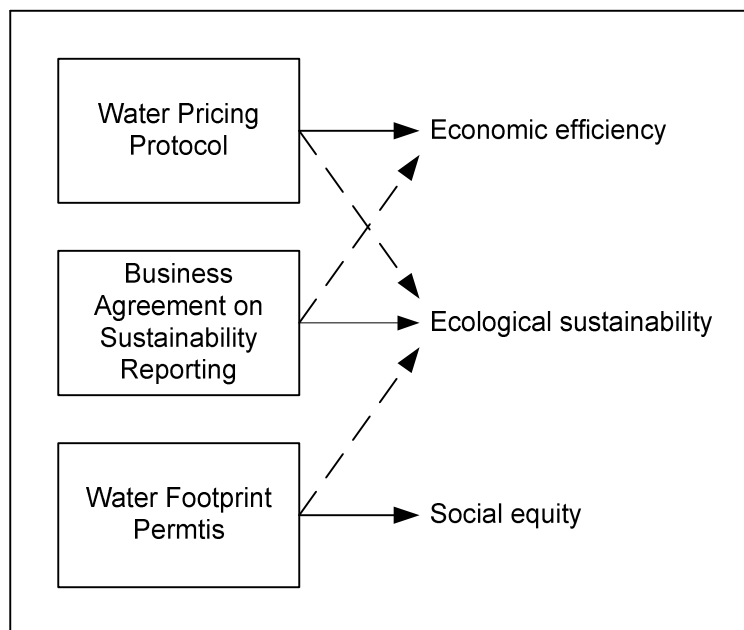 Water Pricing
Protocol
Economic efficiency
Business
Agreement on
Sustainability
Reporting
Ecological sustainability
Water Footprint
Permtis
Social equity